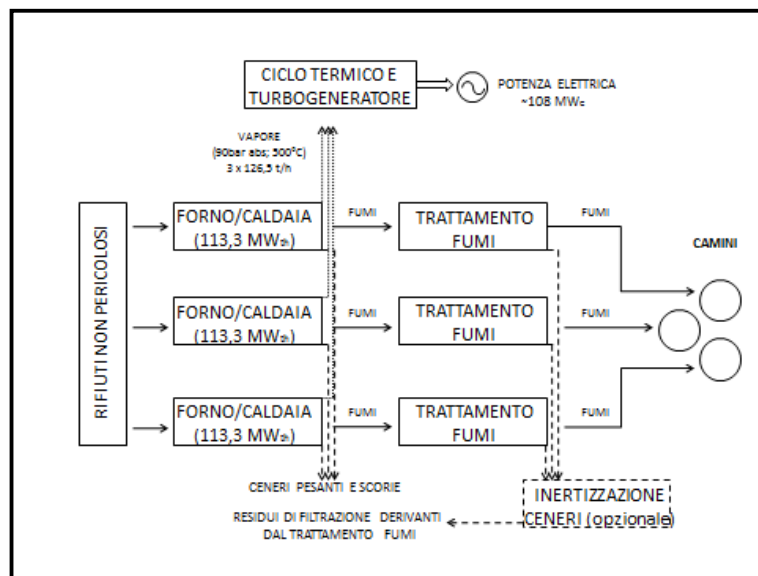 CICLO TERMICO E
TURBOGENERATORE
POTENZA ELETTRICA
~108 MWe
VAPORE
(90bar abs; 500°C)
3 x 126,5 t/h
RIFIUTI NON PERICOLOSI
FORNO/CALDAIA
(113,3 MWth)
FUMI
TRATTAMENTO
FUMI
FUMI
CAMINI
FORNO/CALDAIA
(113,3 MWth)
FUMI
TRATTAMENTO
FUMI
FUMI
FORNO/CALDAIA
(113,3 MWth)
FUMI
TRATTAMENTO
FUMI
FUMI
CENERI PESANTI E SCORIE
RESIDUI DI FILTRAZIONE DERIVANTI
DAL TRATTAMENTO FUMI
INERTIZZAZIONE
CENERI (opzionale)